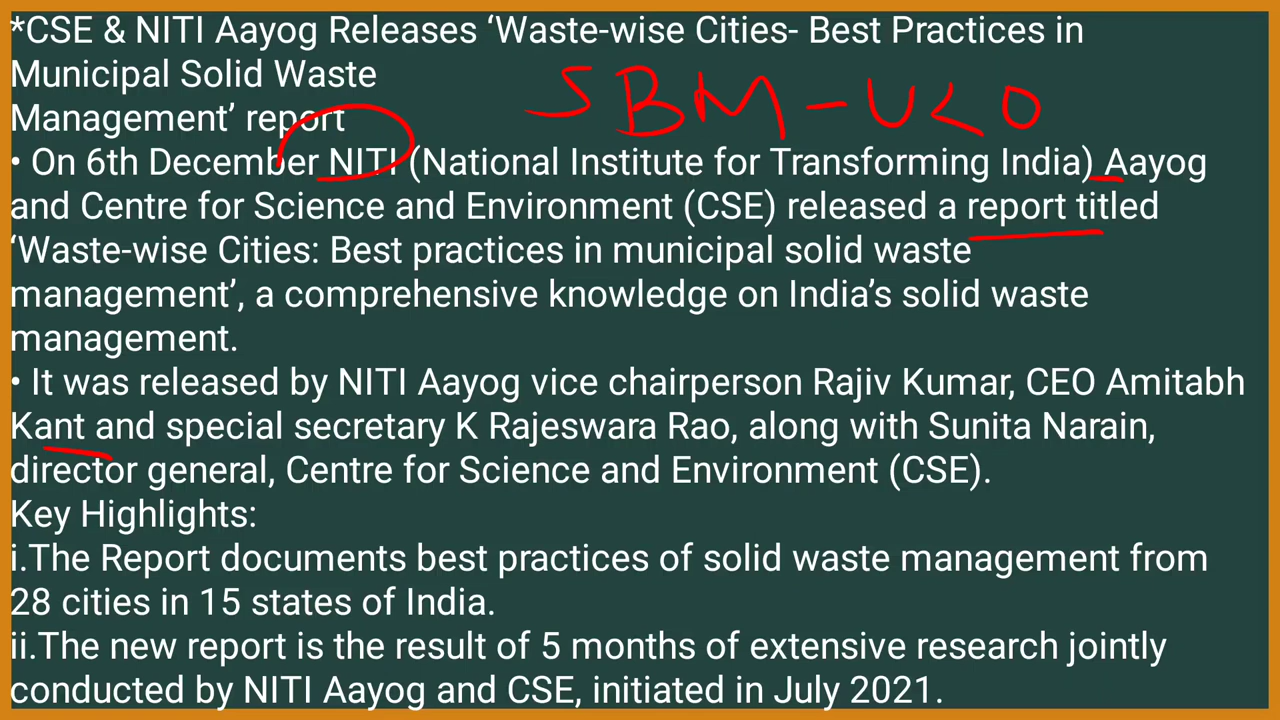 *CSE & NITI Aayog Releases ‘Waste-wise Cities- Best Practices in
Municipal Solid Waste
SBM-U<0
Management’ report
• On 6th December NITI (National Institute for Transforming India) Aayog
and Centre for Science and Environment (CSE) released a report titled
‘Waste-wise Cities: Best practices in municipal solid waste
management’, a comprehensive knowledge on India’s solid waste
management.
• It was released by NITI Aayog vice chairperson Rajiv Kumar, CEO Amitabh
Kant and special secretary K Rajeswara Rao, along with Sunita Narain,
director general, Centre for Science and Environment (CSE).
Key Highlights:
i.The Report documents best practices of solid waste management from
28 cities in 15 states of India.
ii.The new report is the result of 5 months of extensive research jointly
conducted by NITI Aayog and CSE, initiated in July 2021.